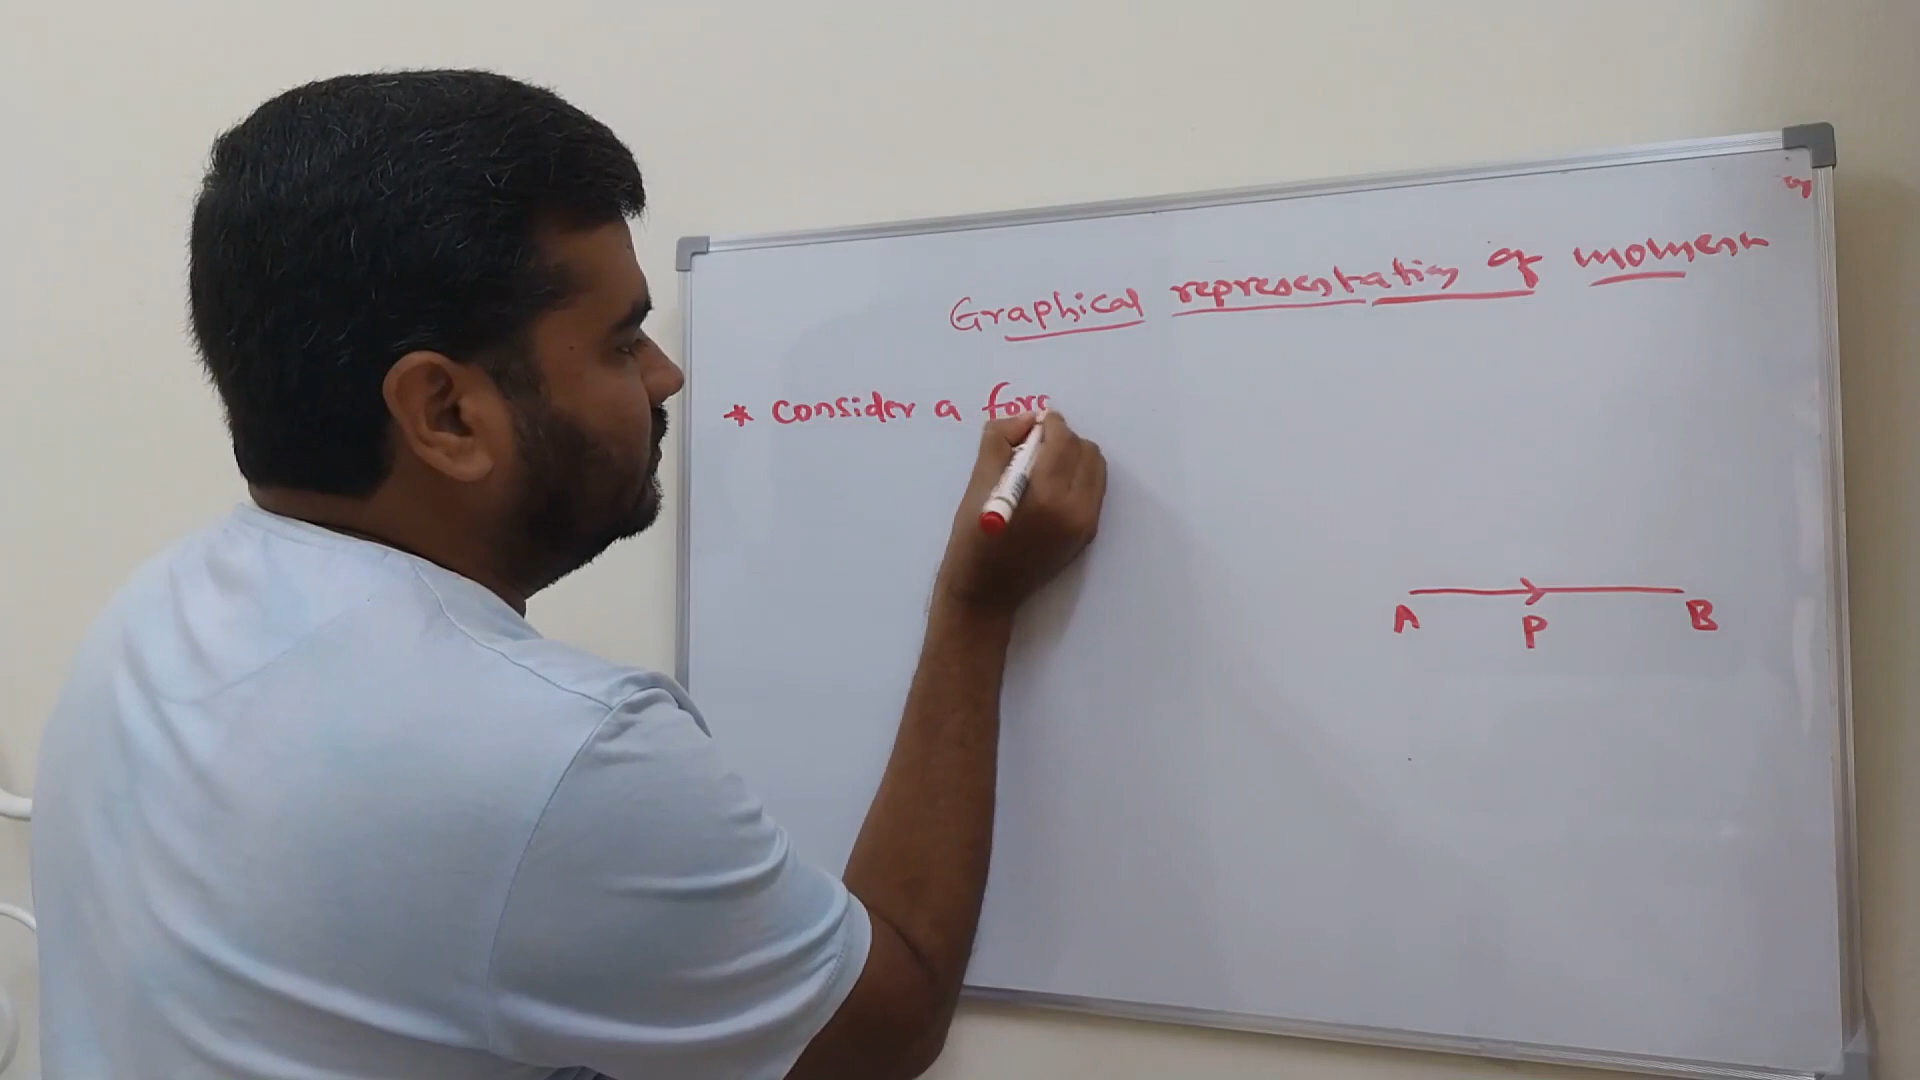 Graphical representation of moment
* consider a forc
A P B